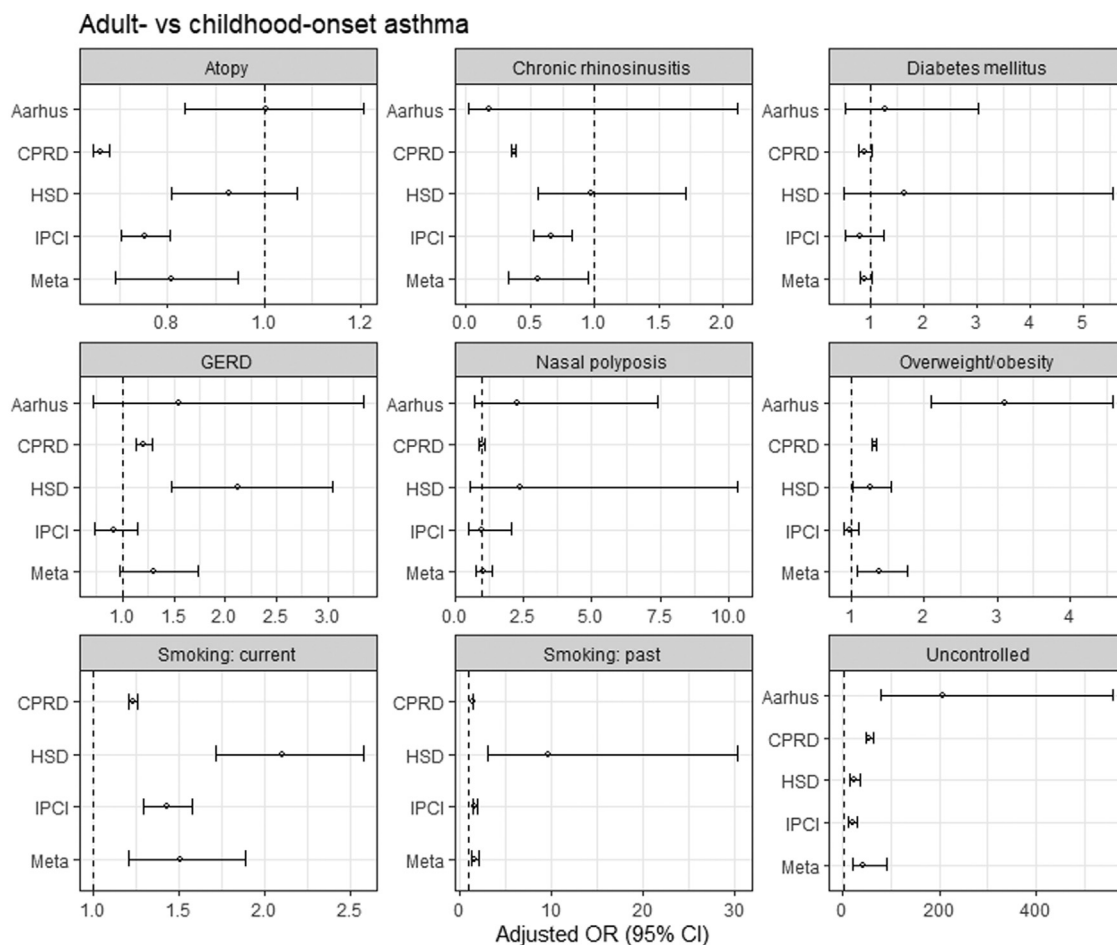 Adult- vs childhood-onset asthma
Atopy
Aarhus
CPRD
HSD
IPCI
Meta
0.8 1.0 1.2
Chronic rhinosinusitis
Aarhus
CPRD
HSD
IPCI
Meta
0.0 0.5 1.0 1.5 2.0
Diabetes mellitus
Aarhus
CPRD
HSD
IPCI
Meta
1 2 3 4 5
GERD
Aarhus
CPRD
HSD
IPCI
Meta
1.0 1.5 2.0 2.5 3.0
Nasal polyposis
Aarhus
CPRD
HSD
IPCI
Meta
0.0 2.5 5.0 7.5 10.0
Overweight/obesity
Aarhus
CPRD
HSD
IPCI
Meta
1 2 3 4
Smoking: current
CPRD
HSD
IPCI
Meta
1.0 1.5 2.0 2.5
Smoking: past
CPRD
HSD
IPCI
Meta
0 10 20 30
Uncontrolled
Aarhus
CPRD
HSD
IPCI
Meta
0 200 400
Adjusted OR (95% CI)